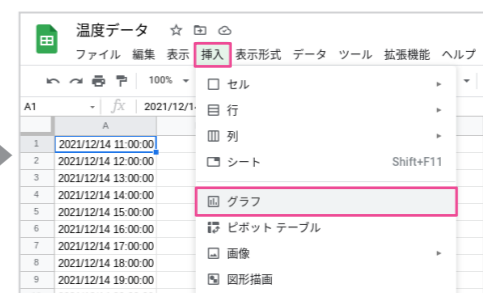 温度データ
ファイル 編集 表示 挿入 表示形式 データ ツール 拡張機能 ヘルプ
100%
A1 fx 2021/12/1
A
1 2021/12/14 11:00:00
2 2021/12/14 12:00:00
3 2021/12/14 13:00:00
4 2021/12/14 14:00:00
5 2021/12/14 15:00:00
6 2021/12/14 16:00:00
7 2021/12/14 17:00:00
8 2021/12/14 18:00:00
9 2021/12/14 19:00:00
セル
行
列
シート Shift+F11
グラフ
ピボット テーブル
画像
図形描画